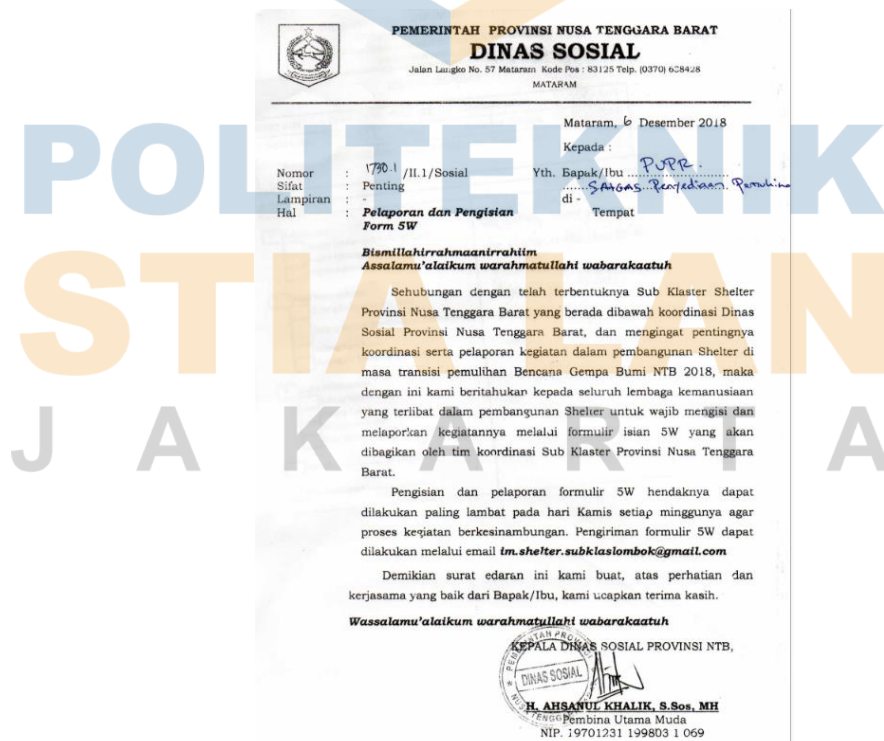 PEMERINTAH PROVINSI NUSA TENGGARA BARAT
DINAS SOSIAL
Jalan Langko No. 57 Mataram Kode Pos : 83125 Telp. (0370)
MATARAM
Mataram, 6 Desember 2018
Kepada :
Nomor : 1730.1 /II.1/Sosial Yth. Bapak/Ibu PUPR.
Sifat : Penting SATGAS Penyediaan
Lampiran : - di -
Hal : Pelaporan dan Pengisian Tempat
Form 5W
Bismillahirrahmaanirrahiim
Assalamu'alaikum warahmatullahi wabarakaatuh
Sehubungan dengan telah terbentuknya Sub Klaster Shelter
Provinsi Nusa Tenggara Barat yang berada dibawah koordinasi Dinas
Sosial Provinsi Nusa Tenggara Barat, dan mengingat pentingnya
koordinasi serta pelaporan kegiatan dalam pembangunan Shelter di
masa transisi pemulihan Bencana Gempa Bumi NTB 2018, maka
dengan ini kami beritahukan kepada seluruh lembaga kemanusiaan
yang terlibat dalam pembangunan Shelter untuk wajib mengisi dan
melaporkan kegiatannya melalui formulir isian 5W yang akan
dibagikan oleh tim koordinasi Sub Klaster Provinsi Nusa Tenggara
Barat.
Pengisian dan pelaporan formulir 5W hendaknya dapat
dilakukan paling lambat pada hari Kamis setiap minggunya agar
proses kegiatan berkesinambungan. Pengiriman formulir 5W dapat
dilakukan melalui email im.shelter.subklaslombok@gmail.com
Demikian surat edaran ini kami buat, atas perhatian dan
kerjasama yang baik dari Bapak/Ibu, kami ucapkan terima kasih.
Wassalamu'alaikum warahmatullahi wabarakaatuh
KEPALA DINAS SOSIAL PROVINSI NTB,
DINAS SOSIAL
H. AHSANUL KHALIK, S.Sos, MH
Pembina Utama Muda
NIP. 19701231 199803 1 069
POLITEKNIK
STIA LAN
JAKARTA